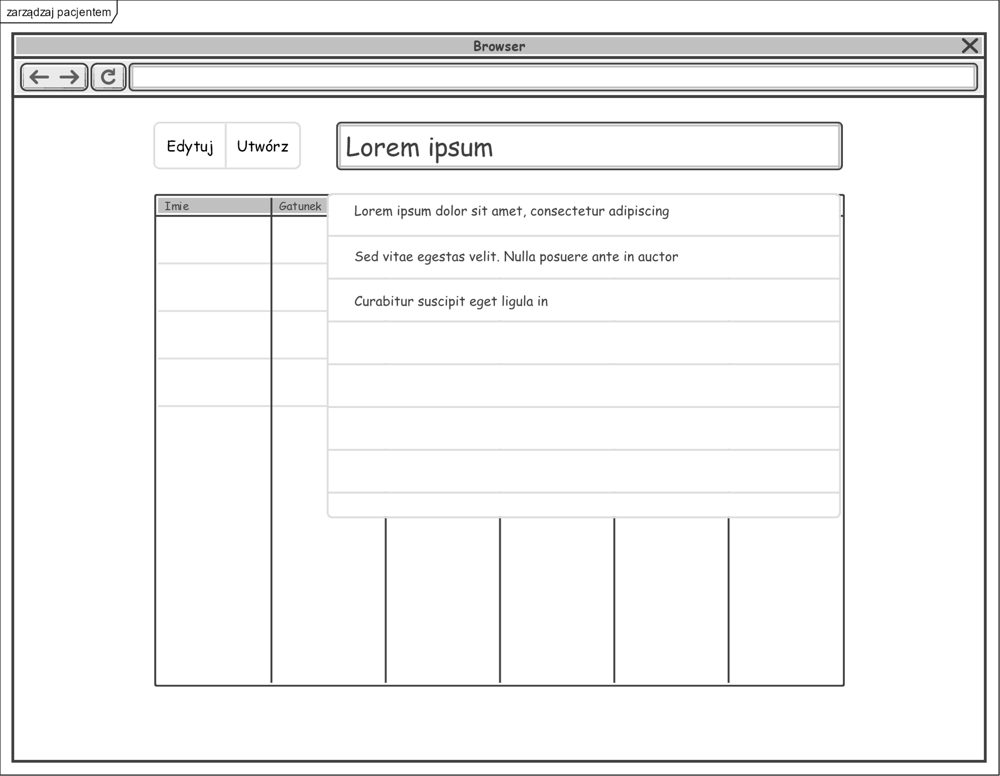 zarządzaj pacjentem
Browser
Edytuj
Utwórz
Lorem ipsum
Imie
Gatunek
Lorem ipsum dolor sit amet, consectetur adipiscing
Sed vitae egestas velit. Nulla posuere ante in auctor
Curabitur suscipit eget ligula in